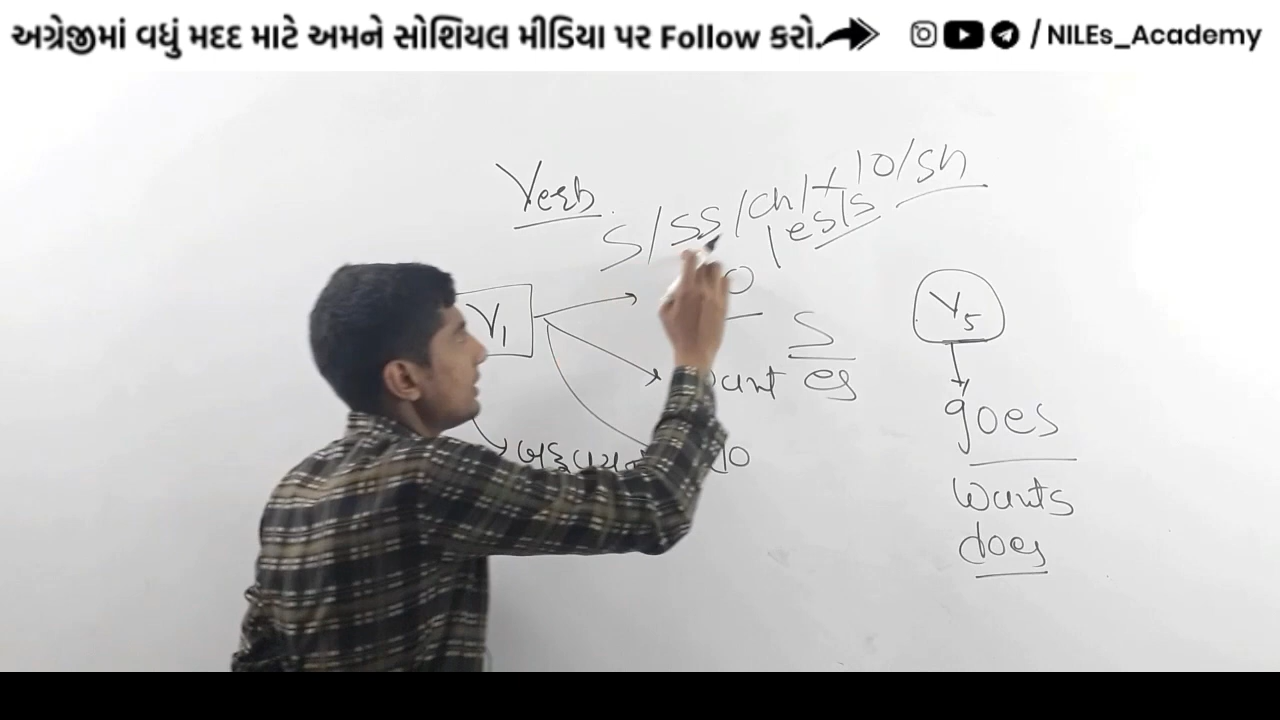 અગ્રેજીમાં વધું મદદ માટે અમને સોશિયલ મીડિયા પર Follow કરો. / NILEs_Academy
Verb
S/ss/ch/x/o/sh
es/s
V1
S
V5
es
goes
wants
does